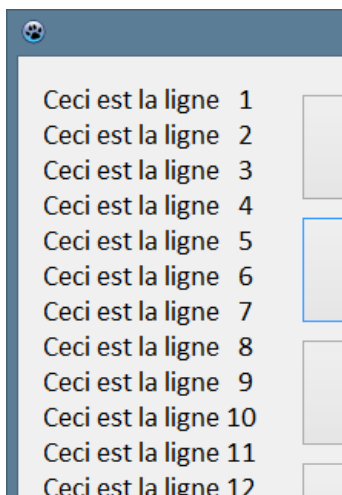 Ceci est la ligne   1
Ceci est la ligne   2
Ceci est la ligne   3
Ceci est la ligne   4
Ceci est la ligne   5
Ceci est la ligne   6
Ceci est la ligne   7
Ceci est la ligne   8
Ceci est la ligne   9
Ceci est la ligne 10
Ceci est la ligne 11
Ceci est la ligne 12